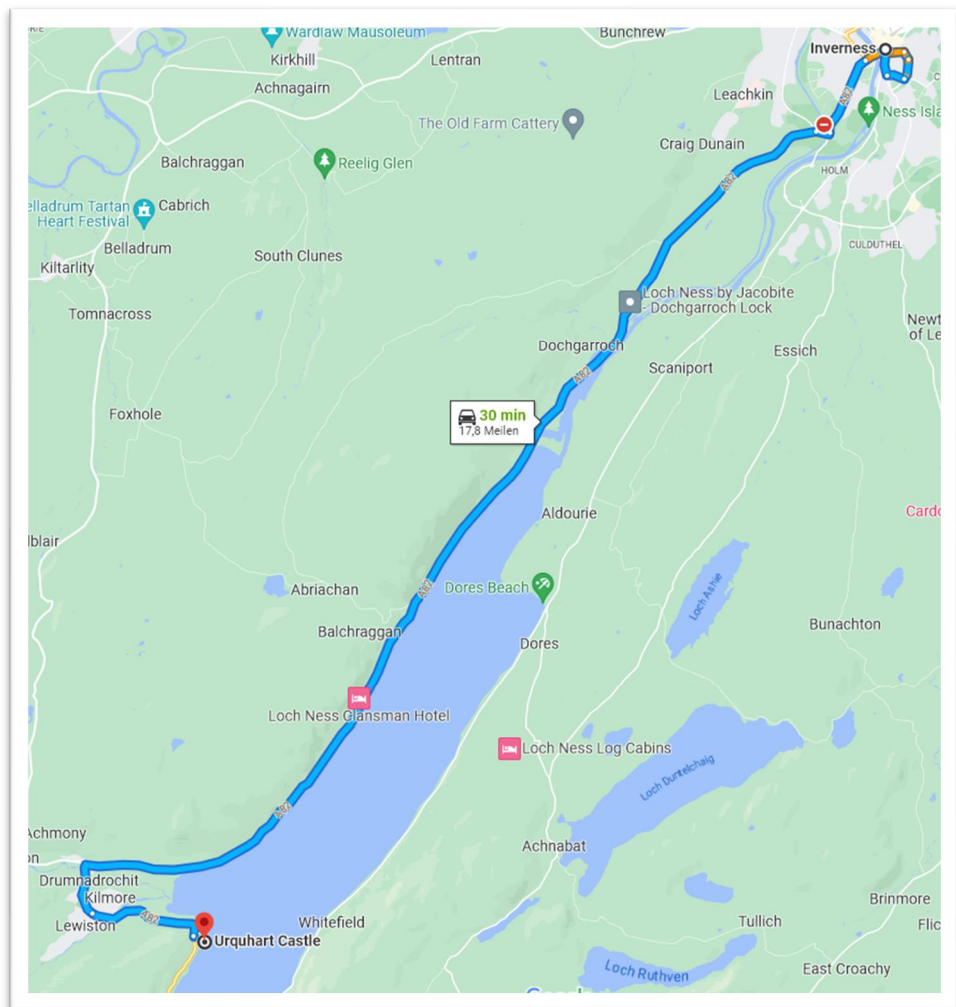 Wardlaw Mausoleum
Bunchrew
Kirkhill
Lentran
Inverness
Achnagairn
Leachkin
A82
Ness Isla
The Old Farm Cattery
Craig Dunain
Balchraggan
Reelig Glen
HOLM
A82
elladrum Tartan
Heart Festival
Cabrich
Belladrum
CULDUTHEL
South Clunes
Kiltarlity
Loch Ness by Jacobite
- Dochgarroch Lock
Tomnacross
Newt
of Le
Dochgarroch
Essich
Scaniport
A82
Foxhole
30 min
17,8 Meilen
Aldourie
Cardo
lblair
Abriachan
A82
Dores Beach
Loch Ashie
Balchraggan
Bunachton
Dores
Loch Ness Clansman Hotel
Loch Ness Log Cabins
Loch Duntelchaig
A82
Achmony
Achnabat
on
Drumnadrochit
Kilmore
Brinmore
A82
Lewiston
Whitefield
Tullich
Flic
Urquhart Castle
Loch Ruthven
East Croachy